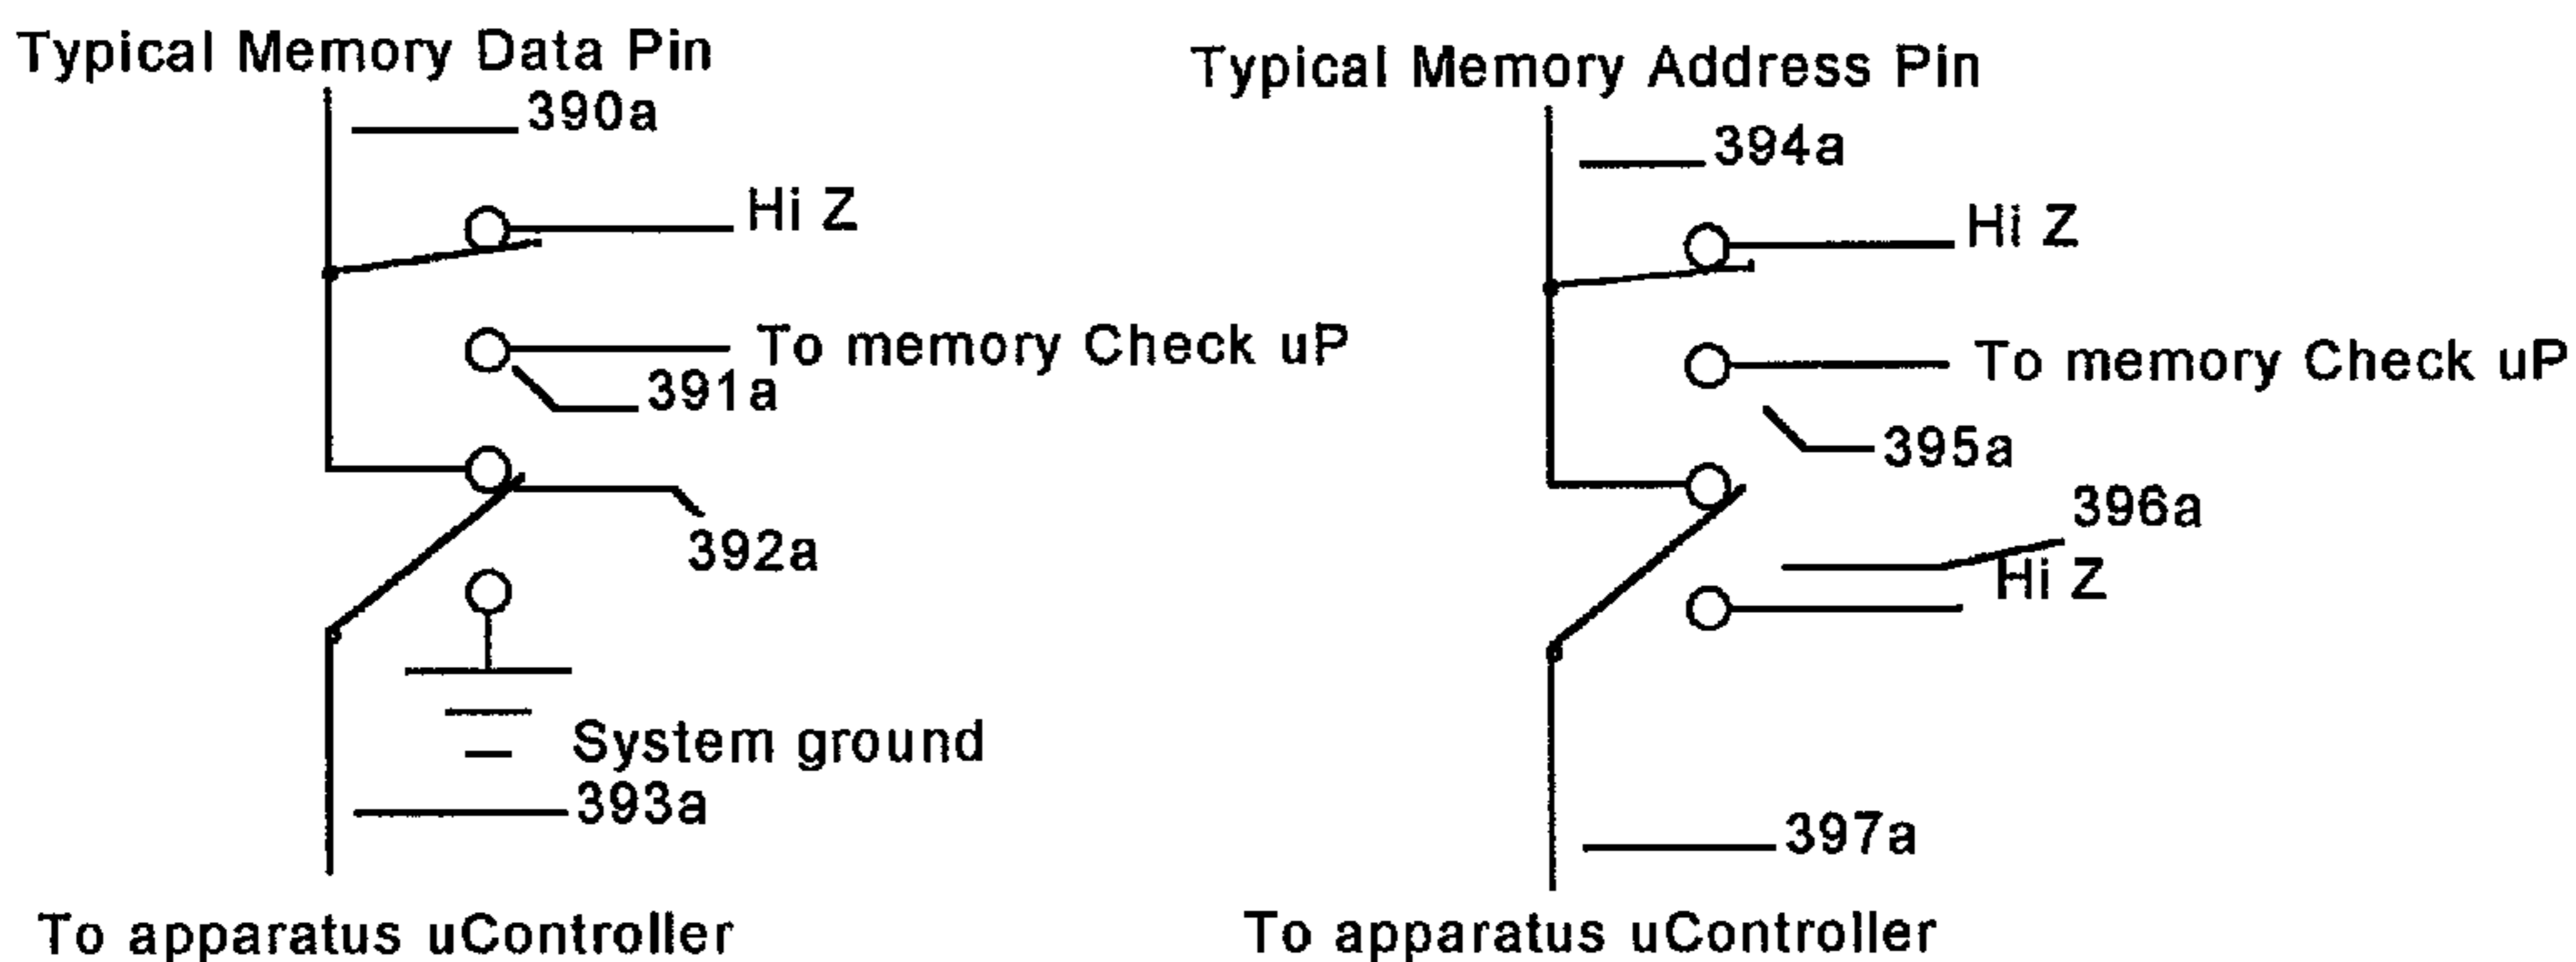 Typical Memory Data Pin
390a
Hi Z
To memory Check uP
391a
392a
System ground
393a
To apparatus uController
Typical Memory Address Pin
394a
Hi Z
To memory Check uP
395a
396a
Hi Z
397a
To apparatus uController